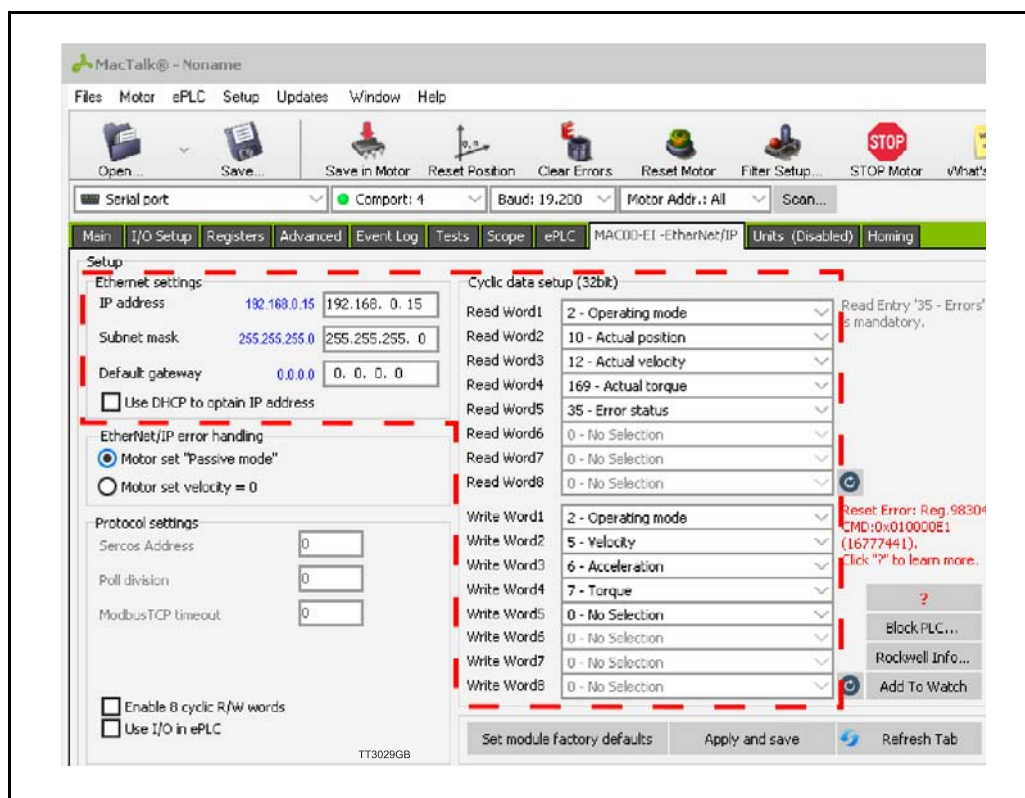 MacTalk® - Noname
Files Motor ePLC Setup Updates Window Help
Open... Save... Save in Motor Reset Position Clear Errors Reset Motor Filter Setup... STOP Motor What's
STOP
Serial port Comport: 4 Baud: 19,200 Motor Addr.: All Scan...
Main I/O Setup Registers Advanced Event Log Tests Scope ePLC MAC00-EI -EtherNet/IP Units (Disabled) Homing
Setup
Ethernet settings
IP address 192.168.0.15 192.168. 0. 15
Subnet mask 255.255.255.0 255.255.255. 0
Default gateway 0.0.0.0 0. 0. 0. 0
Use DHCP to optain IP address
EtherNet/IP error handling
Motor set "Passive mode"
Motor set velocity = 0
Protocol settings
Sercos Address 0
Poll division 0
ModbusTCP timeout 0
Enable 8 cyclic R/W words
Use I/O in ePLC
TT3029GB
Cyclic data setup (32bit)
Read Word1 2 - Operating mode
Read Word2 10 - Actual position
Read Word3 12 - Actual velocity
Read Word4 169 - Actual torque
Read Word5 35 - Error status
Read Word6 0 - No Selection
Read Word7 0 - No Selection
Read Word8 0 - No Selection
Write Word1 2 - Operating mode
Write Word2 5 - Velocity
Write Word3 6 - Acceleration
Write Word4 7 - Torque
Write Word5 0 - No Selection
Write Word6 0 - No Selection
Write Word7 0 - No Selection
Write Word8 0 - No Selection
Read Entry '35 - Errors'
s mandatory.
Reset Error: Reg.98304
CMD:0x010000E1
(16777441).
Click "?" to learn more.
?
Block PLC...
Rockwell Info...
Add To Watch
Set module factory defaults Apply and save Refresh Tab